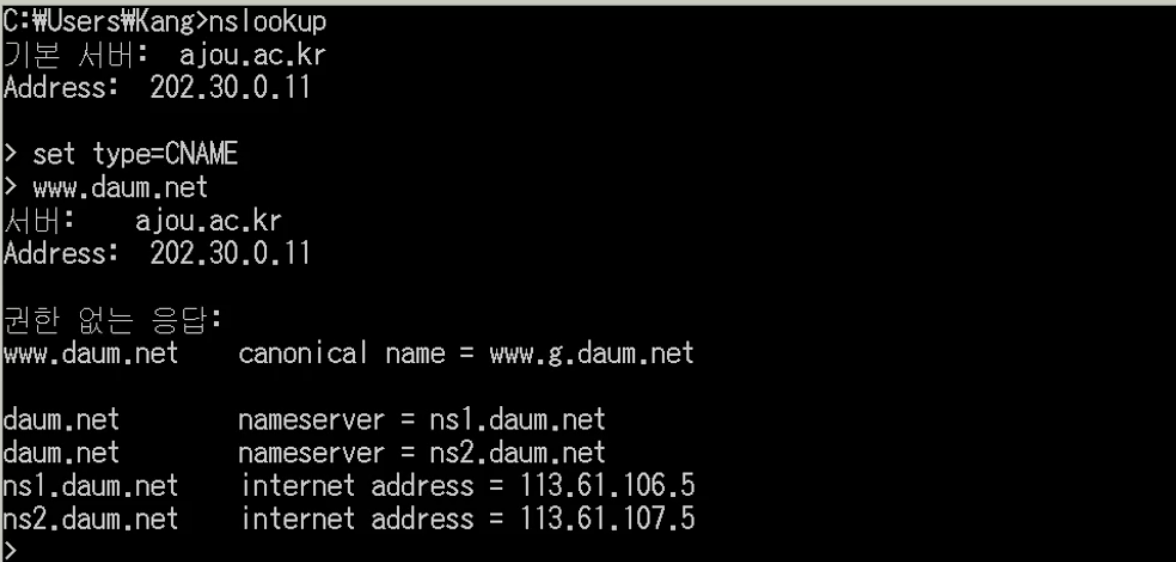 C:₩Users₩Kang>nslookup
기본 서버:  ajou.ac.kr
Address:  202.30.0.11
> set type=CNAME
> www.daum.net
서버:    ajou.ac.kr
Address:  202.30.0.11
권한 없는 응답:
www.daum.net    canonical name = www.g.daum.net
daum.net        nameserver = ns1.daum.net
daum.net        nameserver = ns2.daum.net
ns1.daum.net    internet address = 113.61.106.5
ns2.daum.net    internet address = 113.61.107.5
>